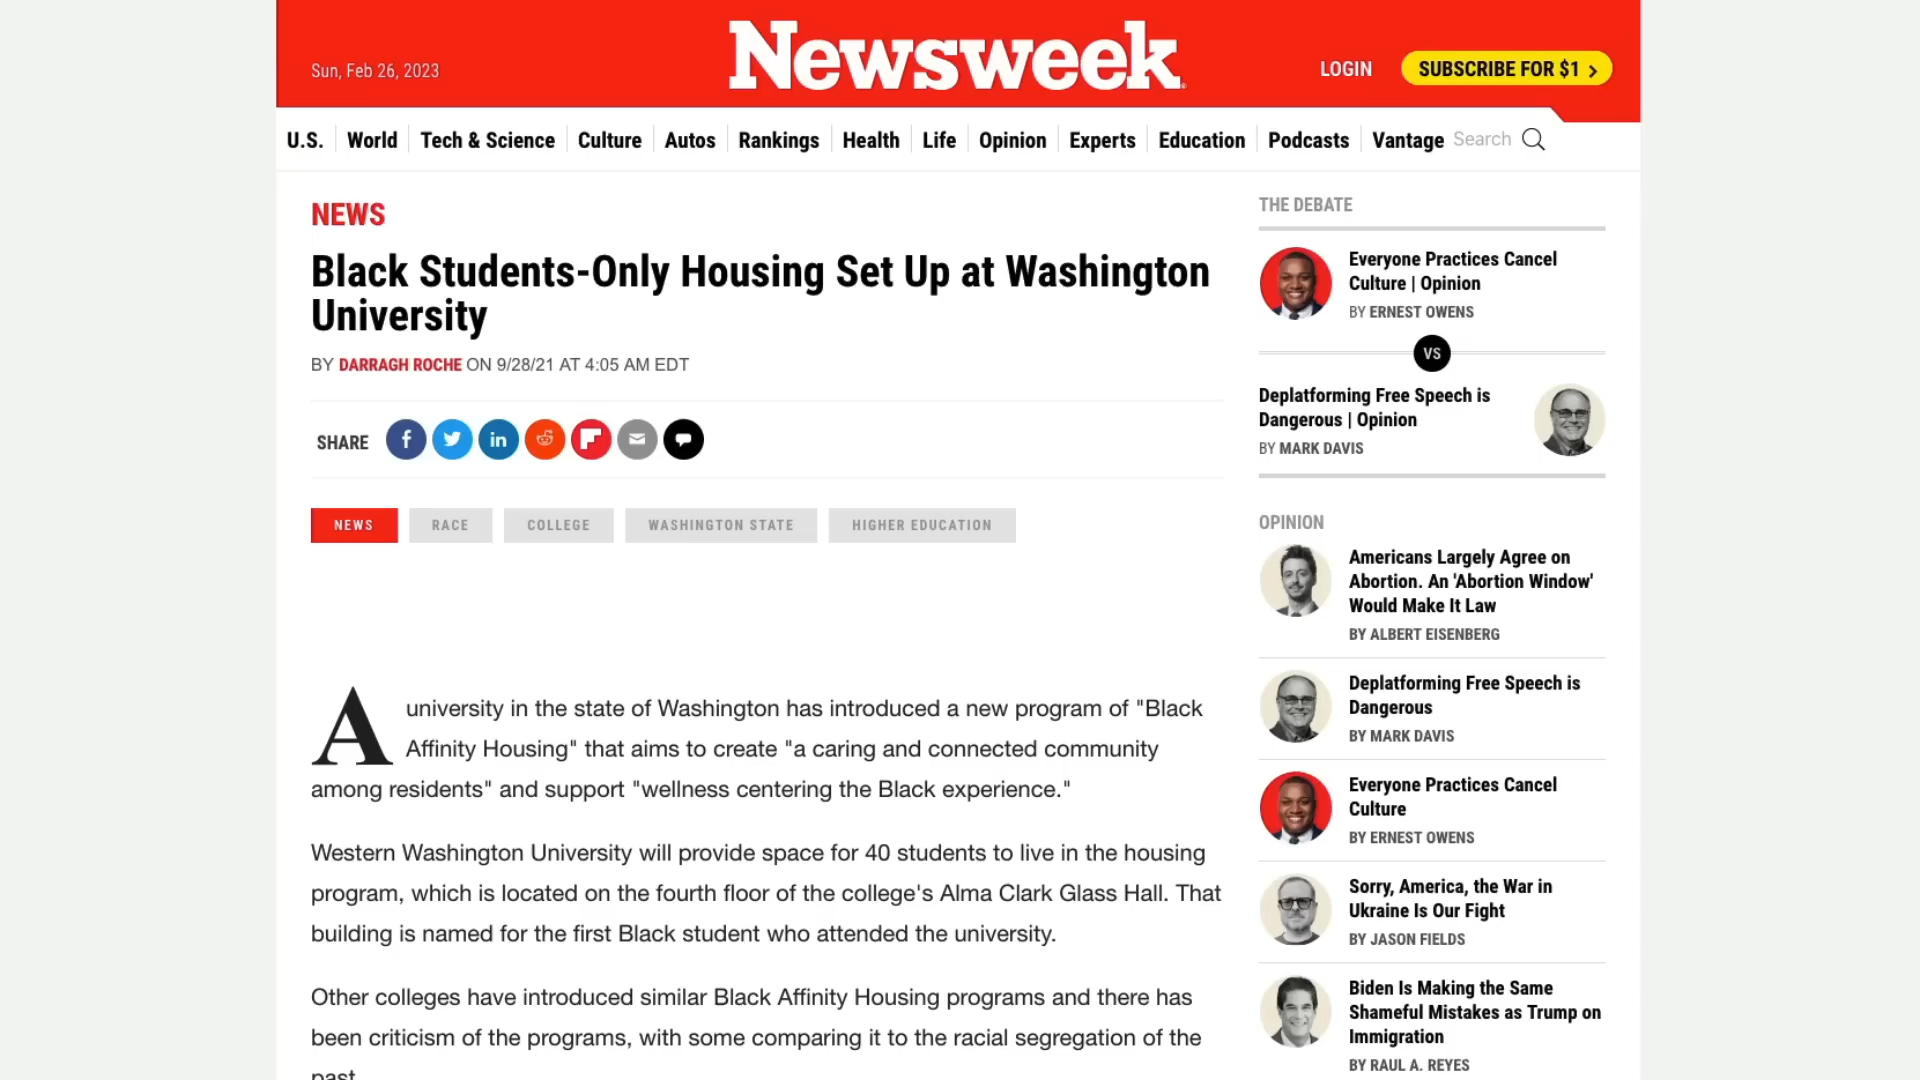 Sun, Feb 26, 2023
Newsweek
LOGIN
SUBSCRIBE FOR $1 >
U.S. World Tech & Science Culture Autos Rankings Health Life Opinion Experts Education Podcasts Vantage Search
NEWS
Black Students-Only Housing Set Up at Washington
University
BY DARRAGH ROCHE ON 9/28/21 AT 4:05 AM EDT
SHARE
NEWS RACE COLLEGE WASHINGTON STATE HIGHER EDUCATION
A university in the state of Washington has introduced a new program of "Black
Affinity Housing" that aims to create "a caring and connected community
among residents" and support "wellness centering the Black experience."
Western Washington University will provide space for 40 students to live in the housing
program, which is located on the fourth floor of the college's Alma Clark Glass Hall. That
building is named for the first Black student who attended the university.
Other colleges have introduced similar Black Affinity Housing programs and there has
been criticism of the programs, with some comparing it to the racial segregation of the
past
THE DEBATE
Everyone Practices Cancel
Culture | Opinion
BY ERNEST OWENS
VS
Deplatforming Free Speech is
Dangerous | Opinion
BY MARK DAVIS
OPINION
Americans Largely Agree on
Abortion. An 'Abortion Window'
Would Make It Law
BY ALBERT EISENBERG
Deplatforming Free Speech is
Dangerous
BY MARK DAVIS
Everyone Practices Cancel
Culture
BY ERNEST OWENS
Sorry, America, the War in
Ukraine Is Our Fight
BY JASON FIELDS
Biden Is Making the Same
Shameful Mistakes as Trump on
Immigration
BY RAUL A. REYES